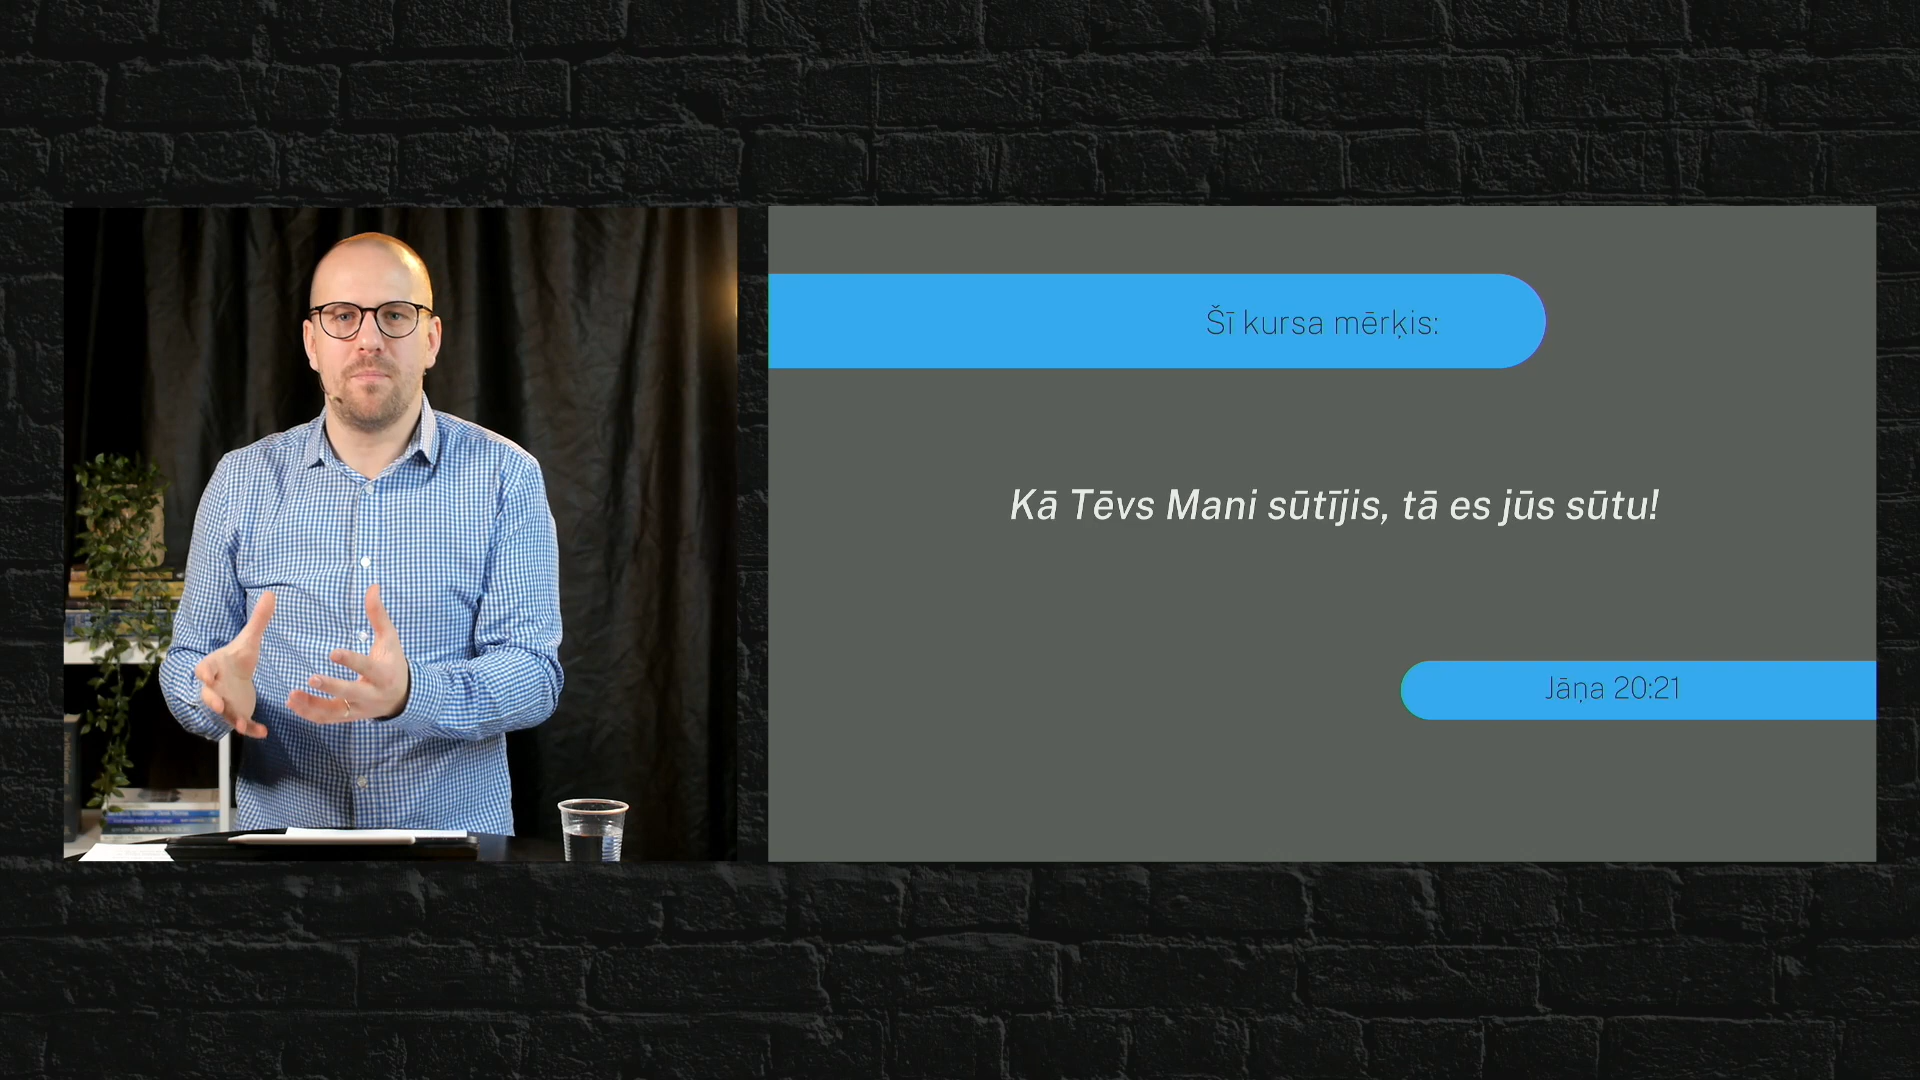 Šī kursa mērķis:
Kā Tēvs Mani sūtījis, tā es jūs sūtu!
Jāņa 20:21